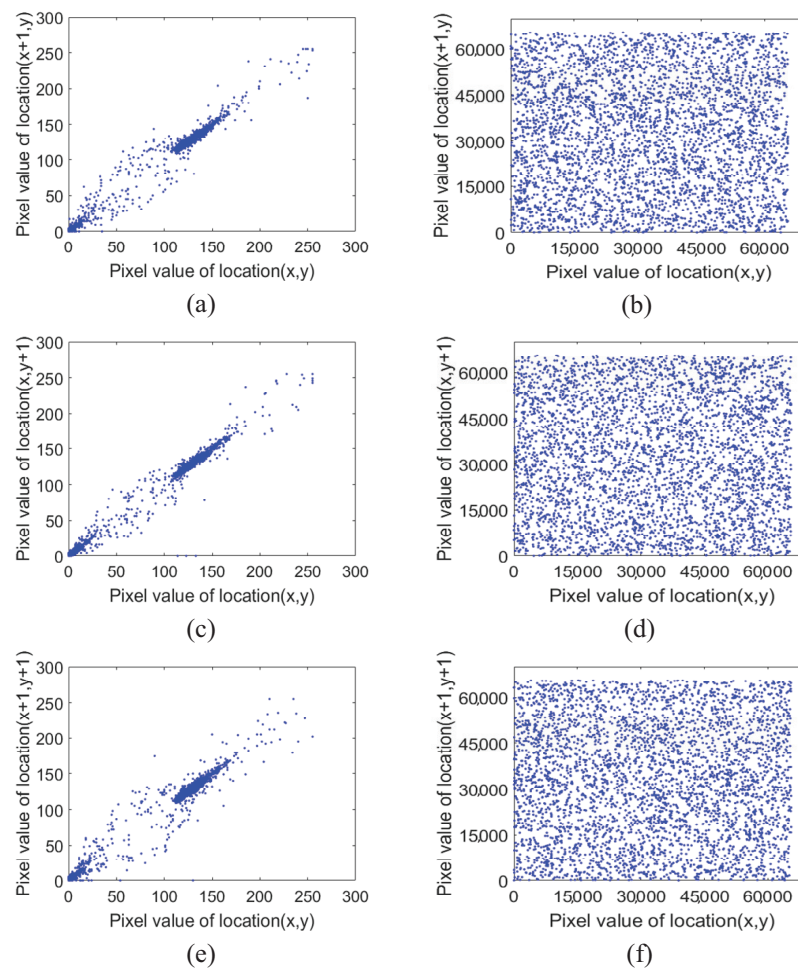 300
250
200
150
100
50
0
0 50 100 150 200 250 300
Pixel value of location(x+1,y)
Pixel value of location(x,y)
(a)
60,000
45,000
30,000
15,000
0
0 15,000 30,000 45,000 60,000
Pixel value of location(x+1,y)
Pixel value of location(x,y)
(b)
300
250
200
150
100
50
0
0 50 100 150 200 250 300
Pixel value of location(x,y+1)
Pixel value of location(x,y)
(c)
60,000
45,000
30,000
15,000
0
0 15,000 30,000 45,000 60,000
Pixel value of location(x,y+1)
Pixel value of location(x,y)
(d)
300
250
200
150
100
50
0
0 50 100 150 200 250 300
Pixel value of location(x+1,y+1)
Pixel value of location(x,y)
(e)
60,000
45,000
30,000
15,000
0
0 15,000 30,000 45,000 60,000
Pixel value of location(x+1,y+1)
Pixel value of location(x,y)
(f)